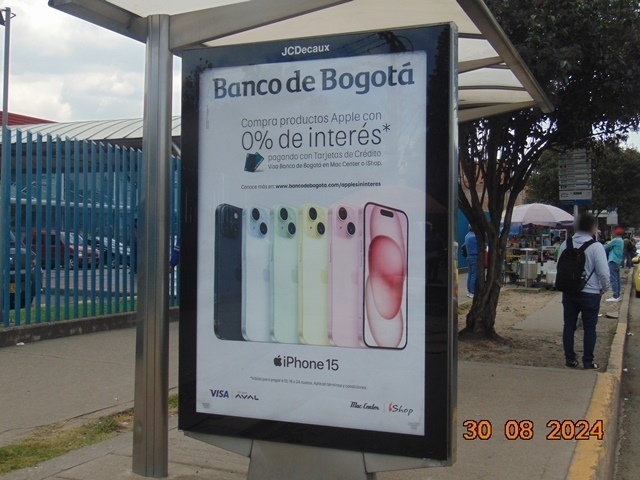 JCDecaux
Banco de Bogotá
Compra productos Apple con
0% de interés*
pagando con Tarjetas de Crédito
Visa Banco de Bogotá en Mac Center o iShop.
Conoce más en: www.bancodebogota.com/applesininteres
iPhone 15
VISA AVAL
Mac Center iShop
30 08 2024